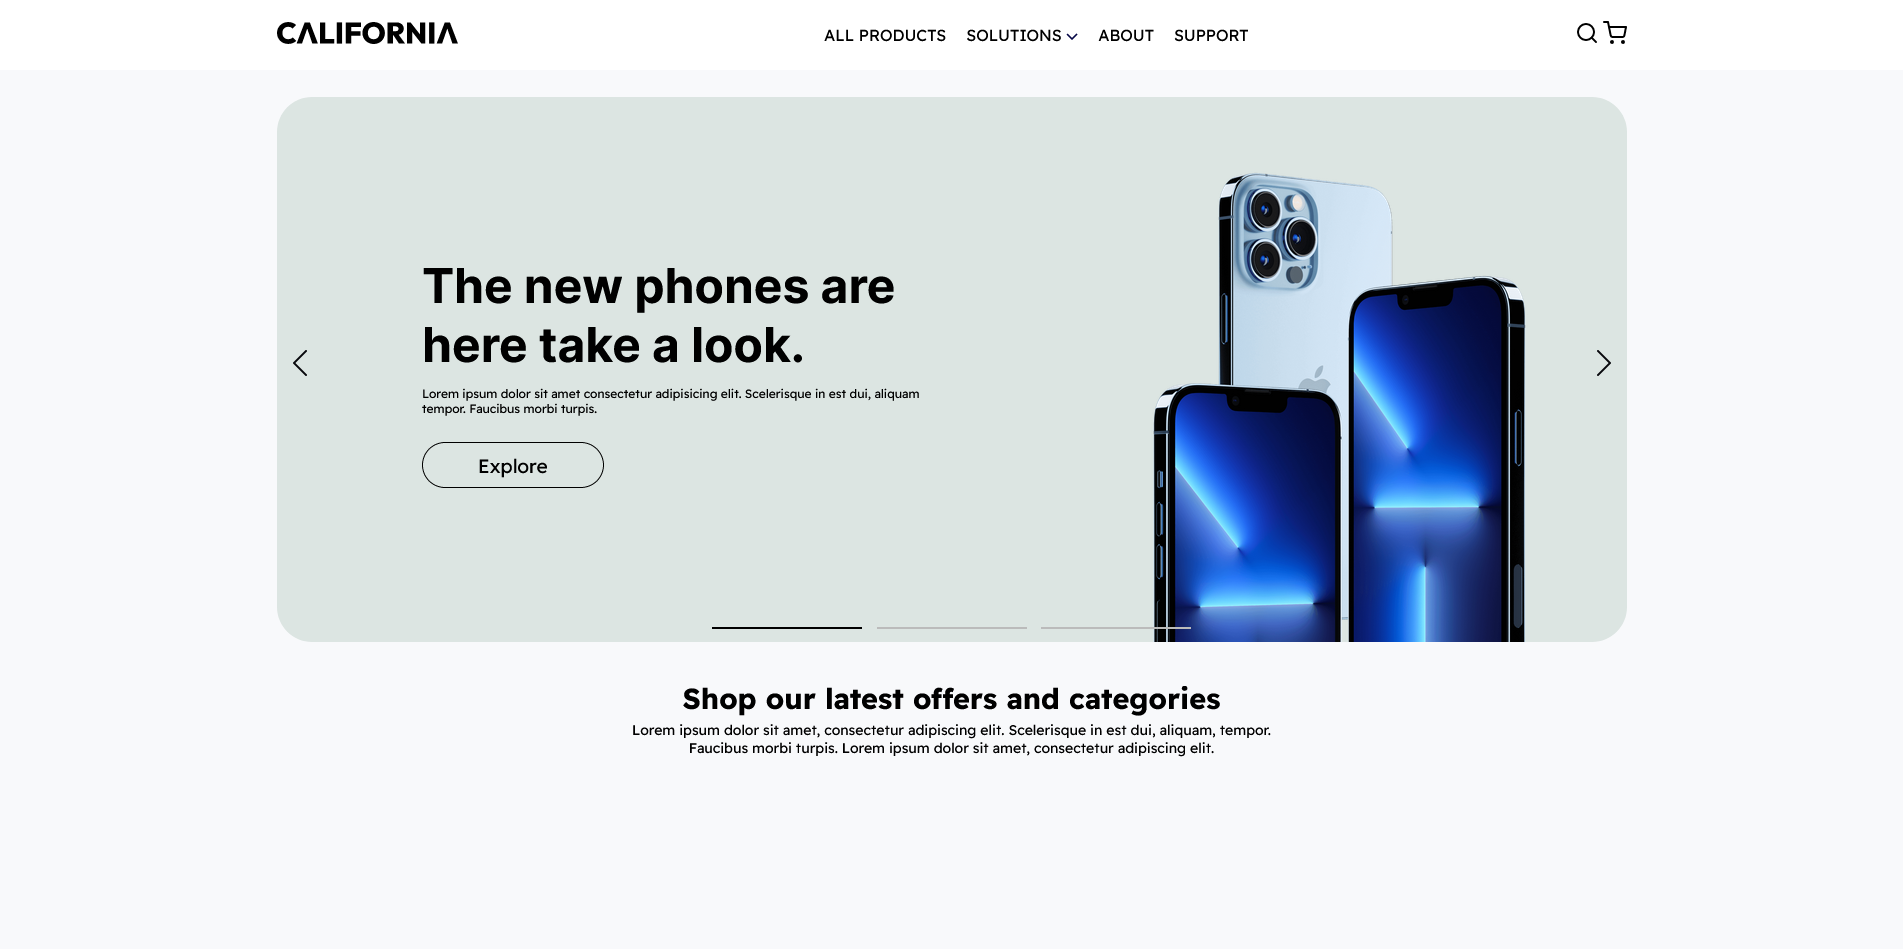 CALIFORNIA
ALL PRODUCTS SOLUTIONS ABOUT SUPPORT
The new phones are
here take a look.
Lorem ipsum dolor sit amet consectetur adipisicing elit. Scelerisque in est dui, aliquam
tempor. Faucibus morbi turpis.
Explore
Shop our latest offers and categories
Lorem ipsum dolor sit amet, consectetur adipiscing elit. Scelerisque in est dui, aliquam, tempor.
Faucibus morbi turpis. Lorem ipsum dolor sit amet, consectetur adipiscing elit.